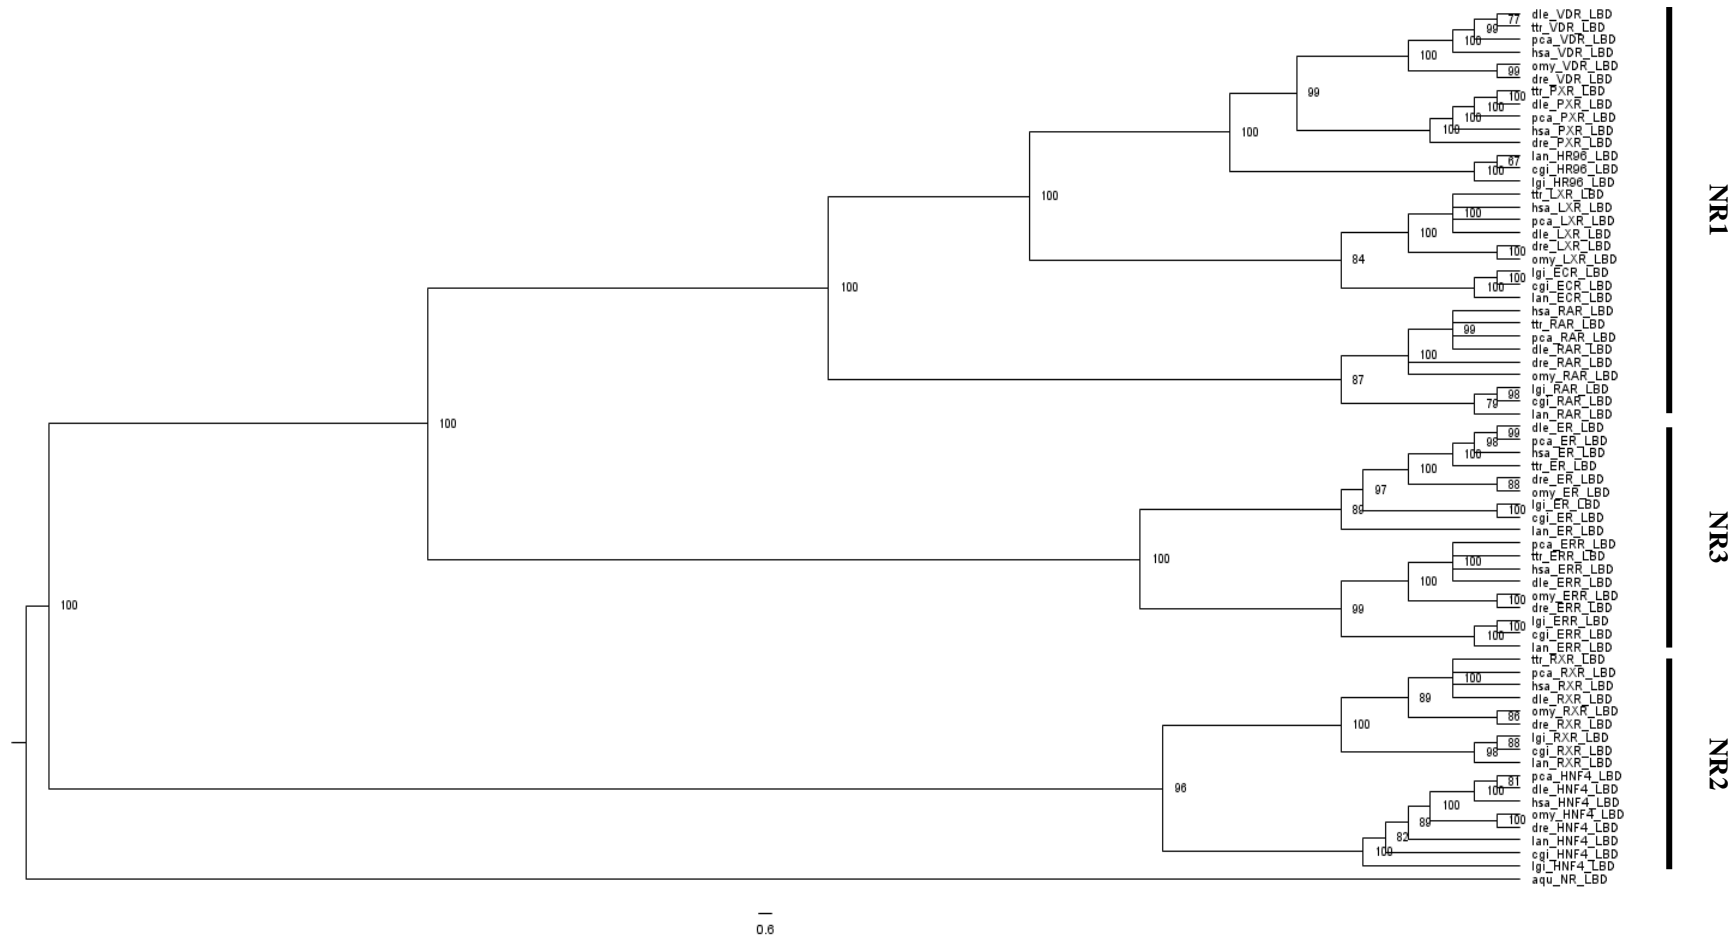 dle_VDR_LBD
ttr_VDR_LBD
pca_VDR_LBD
hsa_VDR_LBD
omy_VDR_LBD
dre_VDR_LBD
ttr_PXR_LBD
dle_PXR_LBD
pca_PXR_LBD
hsa_PXR_LBD
dre_PXR_LBD
lan_HR96_LBD
cgi_HR96_LBD
lgi_HR96_LBD
ttr_LXR_LBD
hsa_LXR_LBD
pca_LXR_LBD
dle_LXR_LBD
dre_LXR_LBD
omy_LXR_LBD
lgi_ECR_LBD
cgi_ECR_LBD
lan_ECR_LBD
hsa_RAR_LBD
ttr_RAR_LBD
pca_RAR_LBD
dle_RAR_LBD
dre_RAR_LBD
omy_RAR_LBD
lgi_RAR_LBD
cgi_RAR_LBD
lan_RAR_LBD
dle_ER_LBD
pca_ER_LBD
hsa_ER_LBD
ttr_ER_LBD
dre_ER_LBD
omy_ER_LBD
lgi_ER_LBD
cgi_ER_LBD
lan_ER_LBD
pca_ERR_LBD
ttr_ERR_LBD
hsa_ERR_LBD
dle_ERR_LBD
omy_ERR_LBD
dre_ERR_LBD
lgi_ERR_LBD
cgi_ERR_LBD
lan_ERR_LBD
ttr_RXR_LBD
pca_RXR_LBD
hsa_RXR_LBD
dle_RXR_LBD
omy_RXR_LBD
dre_RXR_LBD
lgi_RXR_LBD
cgi_RXR_LBD
lan_RXR_LBD
pca_HNF4_LBD
dle_HNF4_LBD
hsa_HNF4_LBD
omy_HNF4_LBD
dre_HNF4_LBD
lan_HNF4_LBD
cgi_HNF4_LBD
lgi_HNF4_LBD
aqu_NR_LBD
77
99
100
100
99
99
100
100
100
100
100
67
100
100
100
100
100
84
100
100
100
99
100
87
98
79
100
100
99
98
100
100
88
97
100
89
100
100
100
100
99
100
100
100
100
89
86
100
88
98
96
81
100
100
100
89
82
100
NR1
NR3
NR2
0.6